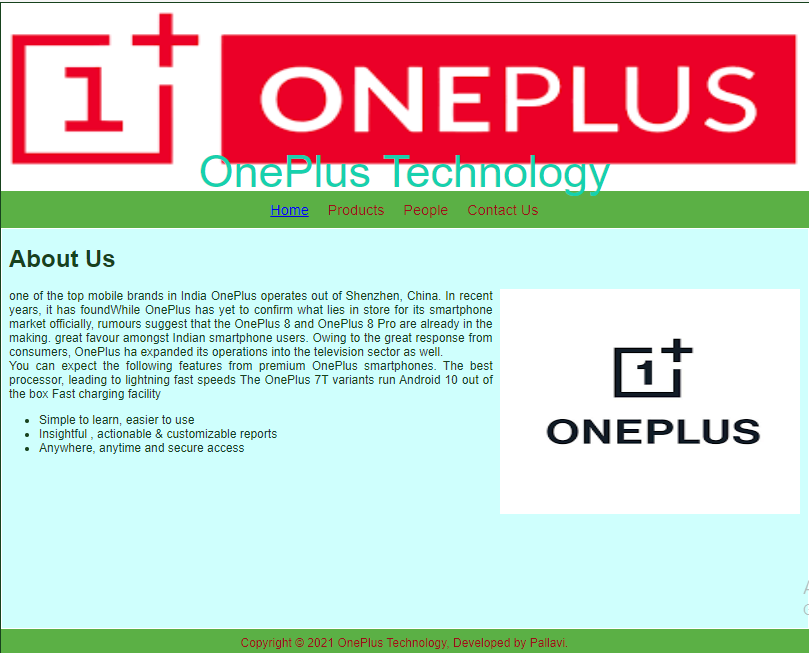 1+ ONEPLUS
OnePlus Technology
Home Products People Contact Us
About Us
one of the top mobile brands in India OnePlus operates out of Shenzhen, China. In recent
years, it has foundWhile OnePlus has yet to confirm what lies in store for its smartphone
market officially, rumours suggest that the OnePlus 8 and OnePlus 8 Pro are already in the
making. great favour amongst Indian smartphone users. Owing to the great response from
consumers, OnePlus ha expanded its operations into the television sector as well.
You can expect the following features from premium OnePlus smartphones. The best
processor, leading to lightning fast speeds The OnePlus 7T variants run Android 10 out of
the box Fast charging facility
• Simple to learn, easier to use
• Insightful , actionable & customizable reports
• Anywhere, anytime and secure access
1+
ONEPLUS
Copyright © 2021 OnePlus Technology, Developed by Pallavi.